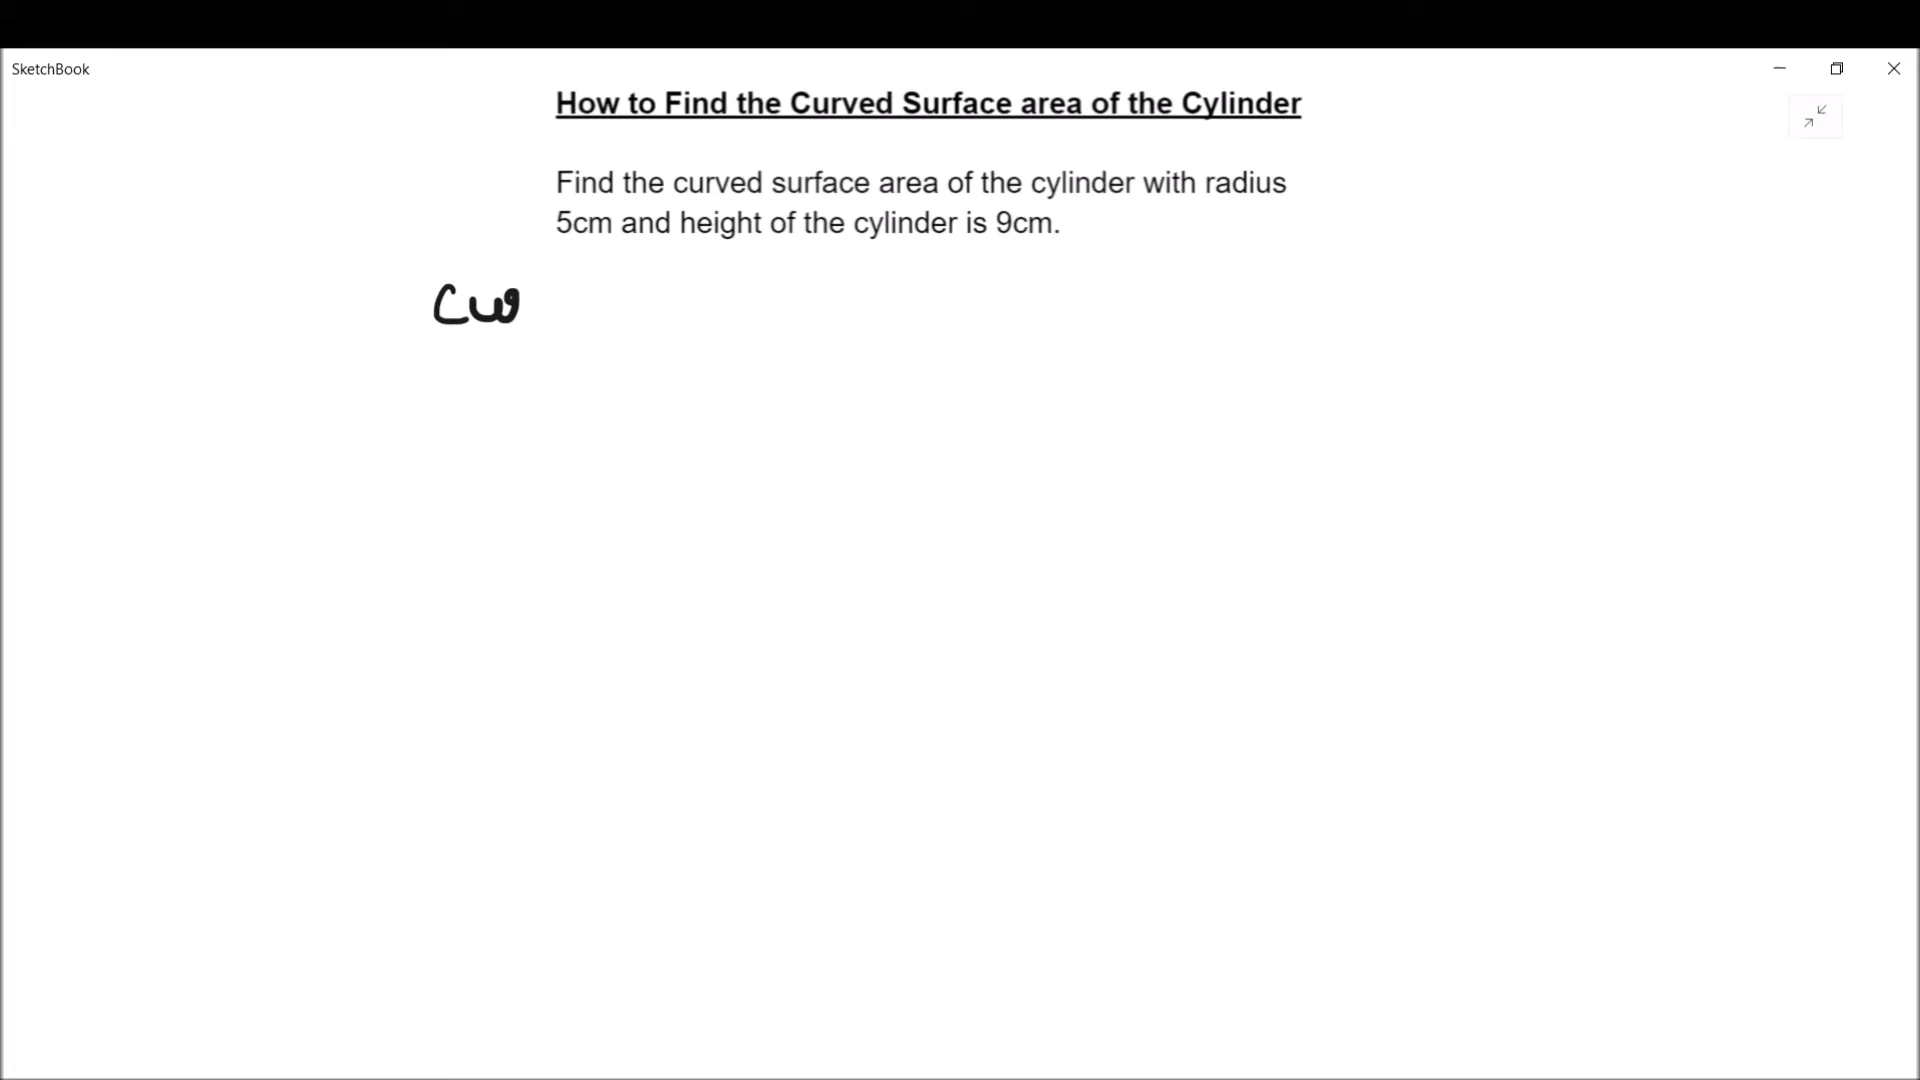 SketchBook
How to Find the Curved Surface area of the Cylinder
Find the curved surface area of the cylinder with radius
5cm and height of the cylinder is 9cm.
Cur